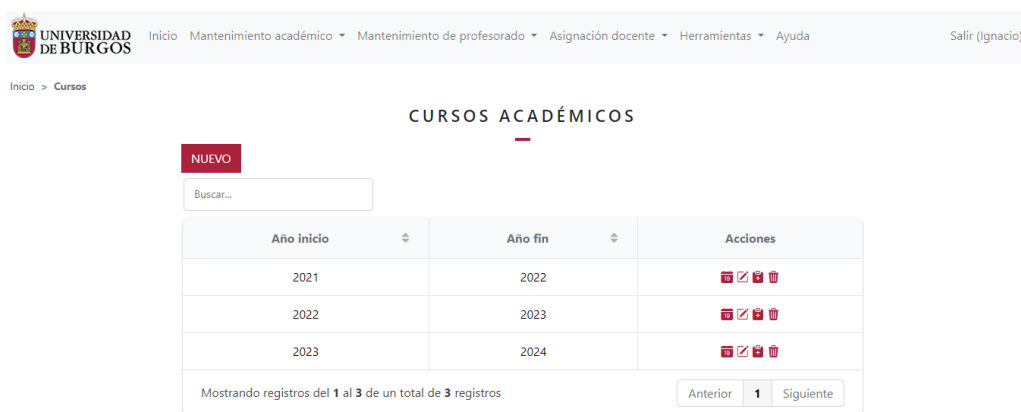 UNIVERSIDAD
DE BURGOS
Inicio Mantenimiento académico Mantenimiento de profesorado Asignación docente Herramientas Ayuda Salir (Ignacio)
Inicio > Cursos
CURSOS ACADÉMICOS
NUEVO
Buscar...
Año inicio Año fin Acciones
2021 2022
2022 2023
2023 2024
Mostrando registros del 1 al 3 de un total de 3 registros Anterior 1 Siguiente